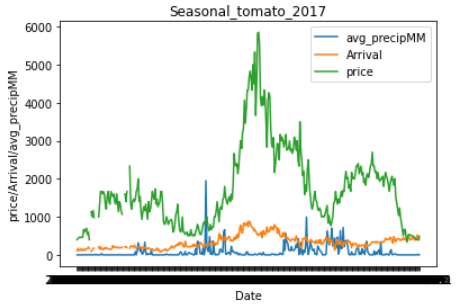 Seasonal_tomato_2017
avg_precipMM
Arrival
price
6000
5000
4000
3000
2000
1000
0
price/Arrival/avg_precipMM
Date